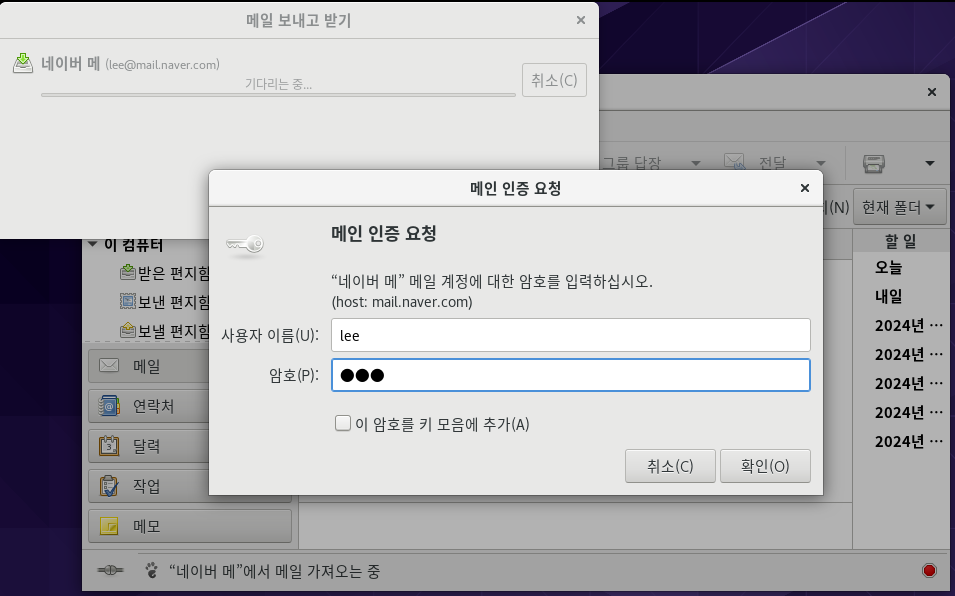 메일 보내고 받기
네이버 메 (lee@mail.naver.com)
기다리는 중...
취소(C)
그룹 답장
전달
(N)
현재 폴더
메인 인증 요청
메인 인증 요청
“네이버 메” 메일 계정에 대한 암호를 입력하십시오.
(host: mail.naver.com)
사용자 이름(U):
lee
암호(P):
●●●
이 암호를 키 모음에 추가(A)
취소(C)
확인(O)
이 컴퓨터
받은 편지함
보낸 편지함
보낼 편지함
메일
연락처
달력
작업
메모
할 일
오늘
내일
2024년 …
2024년 …
2024년 …
2024년 …
2024년 …
“네이버 메”에서 메일 가져오는 중